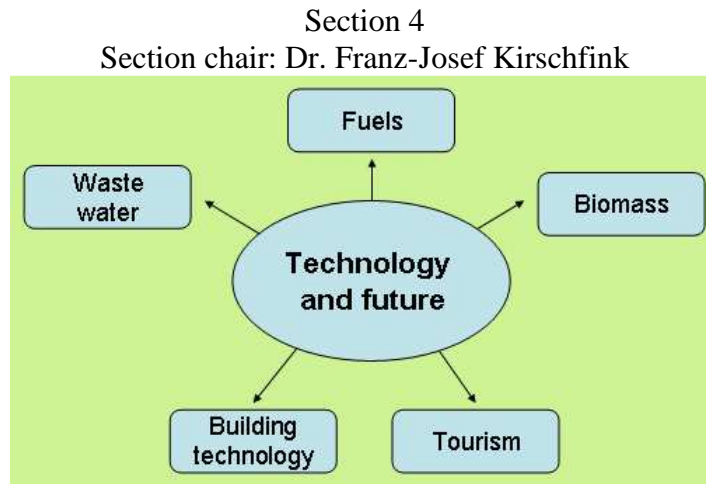 Section 4
Section chair: Dr. Franz-Josef Kirschfink
Fuels
Waste
water
Biomass
Technology
and future
Building
technology
Tourism